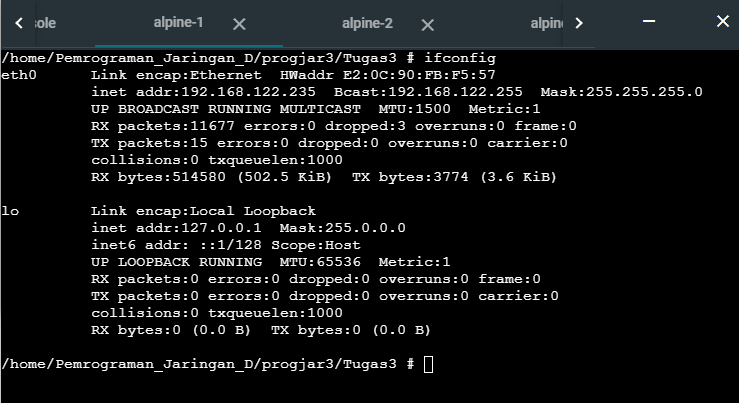 sole alpine-1 alpine-2 alpin
/home/Pemrograman_Jaringan_D/progjar3/Tugas3 # ifconfig
eth0      Link encap:Ethernet  HWaddr E2:0C:90:FB:F5:57
          inet addr:192.168.122.235  Bcast:192.168.122.255  Mask:255.255.255.0
          UP BROADCAST RUNNING MULTICAST  MTU:1500  Metric:1
          RX packets:11677 errors:0 dropped:3 overruns:0 frame:0
          TX packets:15 errors:0 dropped:0 overruns:0 carrier:0
          collisions:0 txqueuelen:1000
          RX bytes:514580 (502.5 KiB)  TX bytes:3774 (3.6 KiB)
lo        Link encap:Local Loopback
          inet addr:127.0.0.1  Mask:255.0.0.0
          inet6 addr: ::1/128 Scope:Host
          UP LOOPBACK RUNNING  MTU:65536  Metric:1
          RX packets:0 errors:0 dropped:0 overruns:0 frame:0
          TX packets:0 errors:0 dropped:0 overruns:0 carrier:0
          collisions:0 txqueuelen:1000
          RX bytes:0 (0.0 B)  TX bytes:0 (0.0 B)
/home/Pemrograman_Jaringan_D/progjar3/Tugas3 #